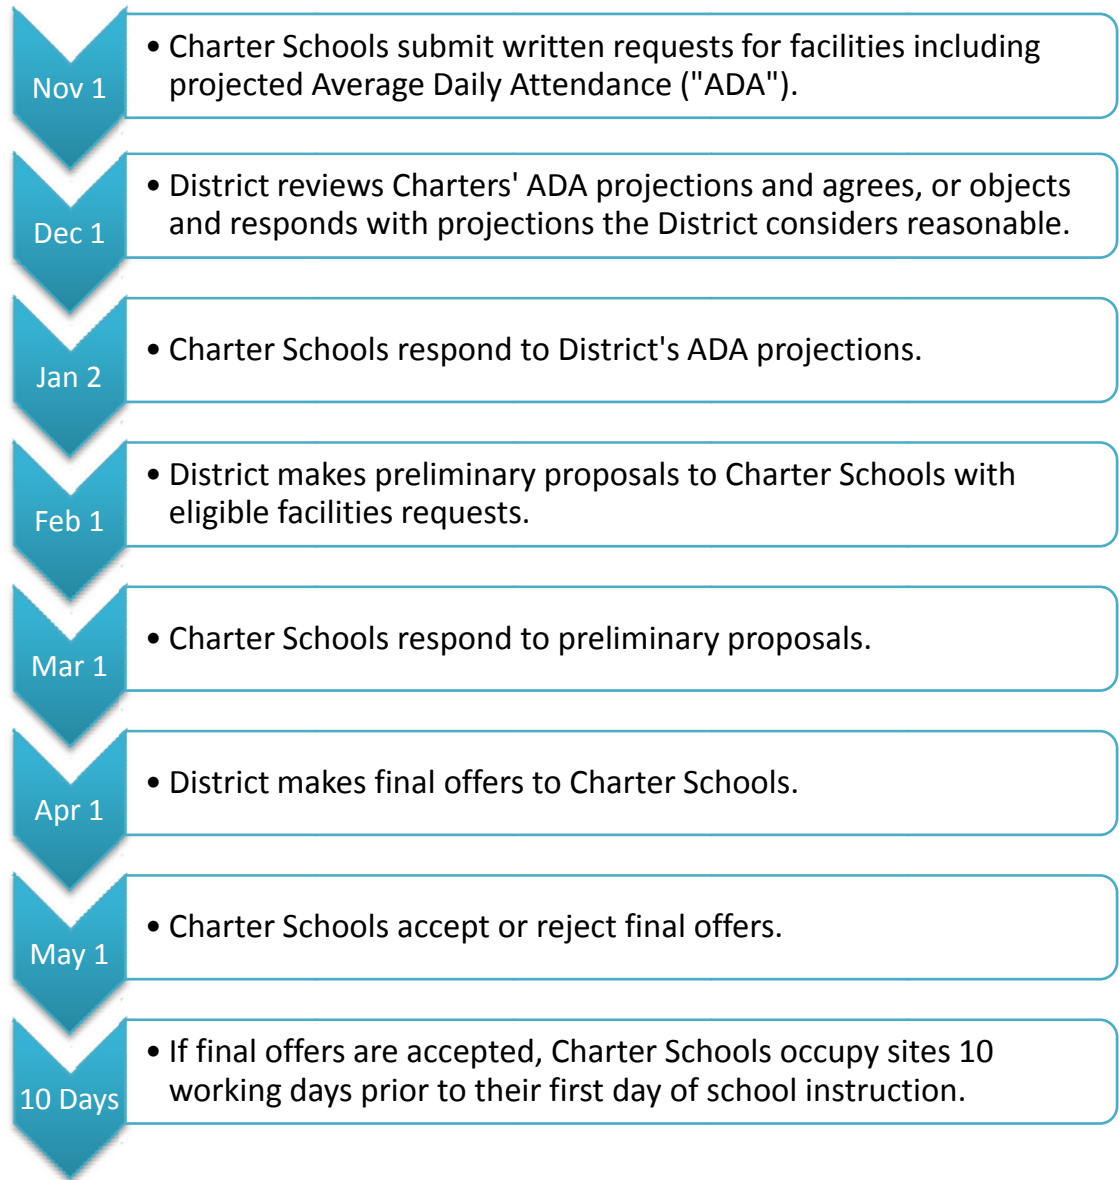 Nov 1
• Charter Schools submit written requests for facilities including
projected Average Daily Attendance ("ADA").
Dec 1
• District reviews Charters' ADA projections and agrees, or objects
and responds with projections the District considers reasonable.
Jan 2
• Charter Schools respond to District's ADA projections.
Feb 1
• District makes preliminary proposals to Charter Schools with
eligible facilities requests.
Mar 1
• Charter Schools respond to preliminary proposals.
Apr 1
• District makes final offers to Charter Schools.
May 1
• Charter Schools accept or reject final offers.
10 Days
• If final offers are accepted, Charter Schools occupy sites 10
working days prior to their first day of school instruction.